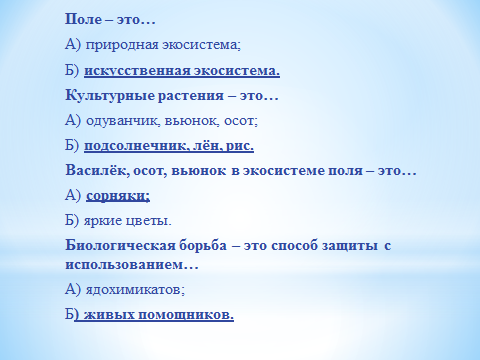 Поле – это…
А) природная экосистема;
Б) искусственная экосистема.
Культурные растения – это…
А) одуванчик, вьюнок, осот;
Б) подсолнечник, лён, рис.
Василёк, осот, вьюнок в экосистеме поля – это…
А) сорняки;
Б) яркие цветы.
Биологическая борьба – это способ защиты с
использованием…
А) ядохимикатов;
Б) живых помощников.